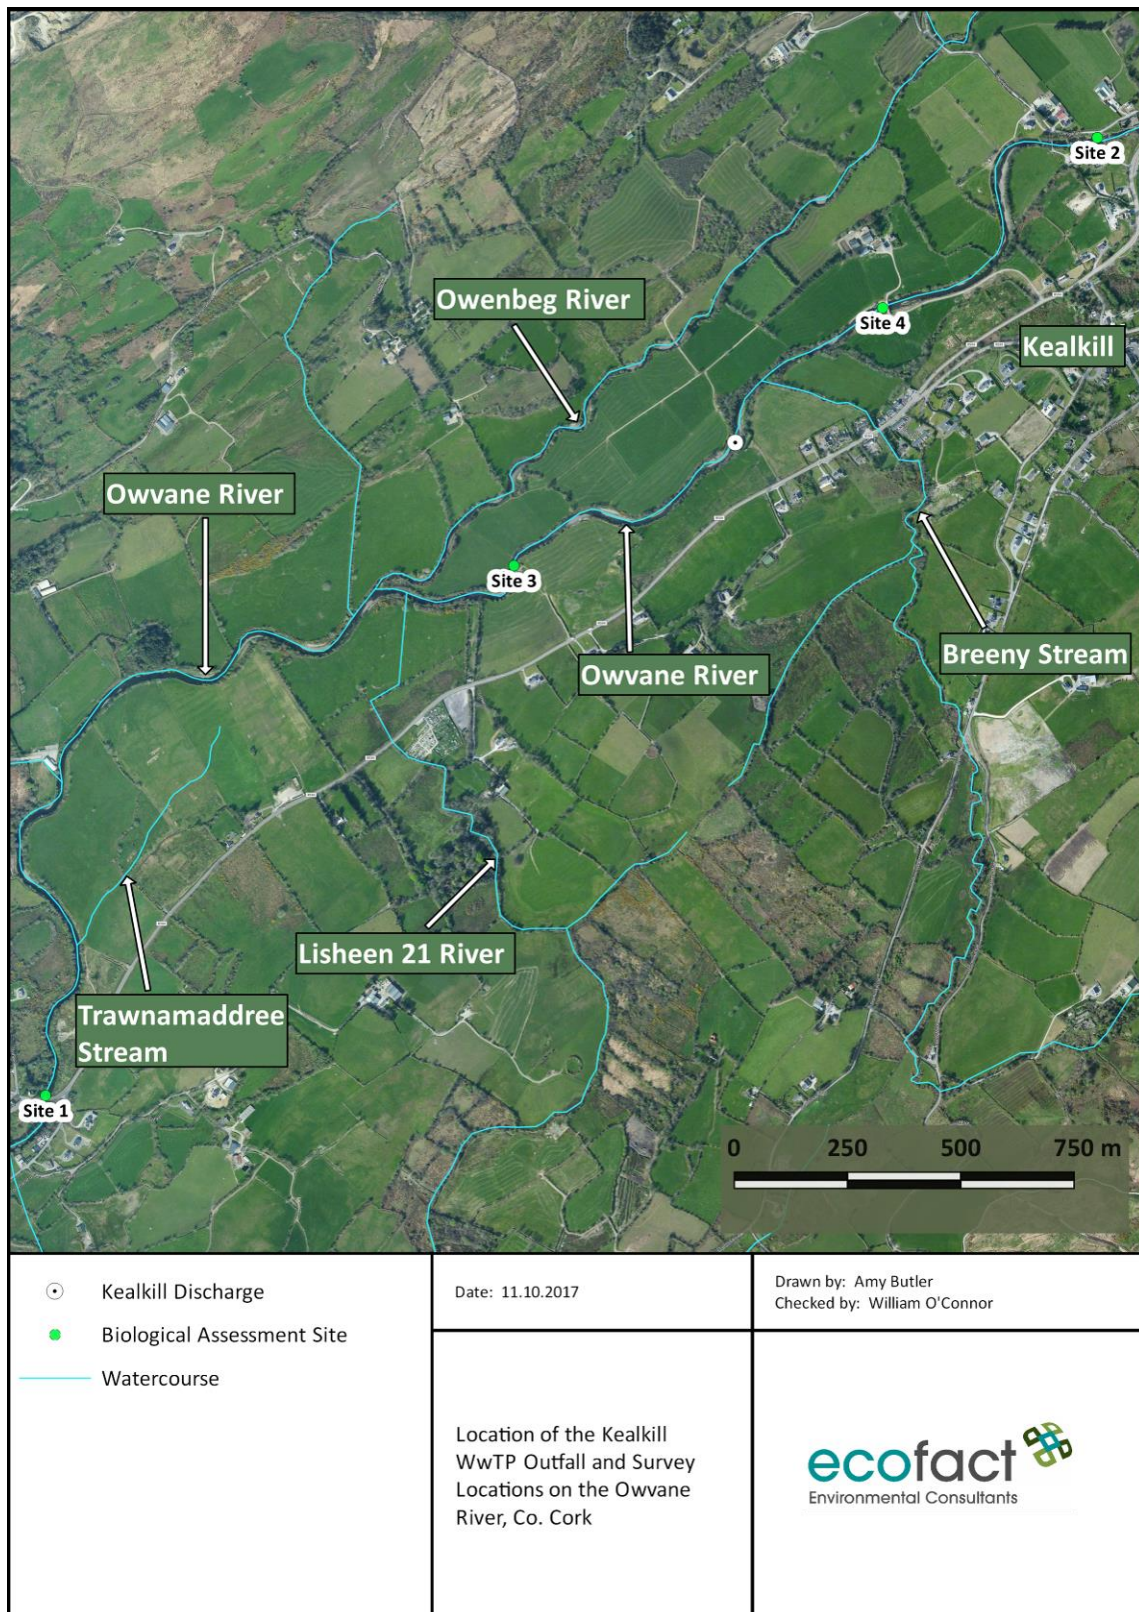 Site 2
Owenbeg River
Site 4
Kealkill
Owvane River
Site 3
Breeny Stream
Owvane River
Lisheen 21 River
Trawnamaddree
Stream
Site 1
0 250 500 750 m
Kealkill Discharge
Biological Assessment Site
Watercourse
Date: 11.10.2017
Drawn by: Amy Butler
Checked by: William O'Connor
Location of the Kealkill
WwTP Outfall and Survey
Locations on the Owvane
River, Co. Cork
ecofact
Environmental Consultants